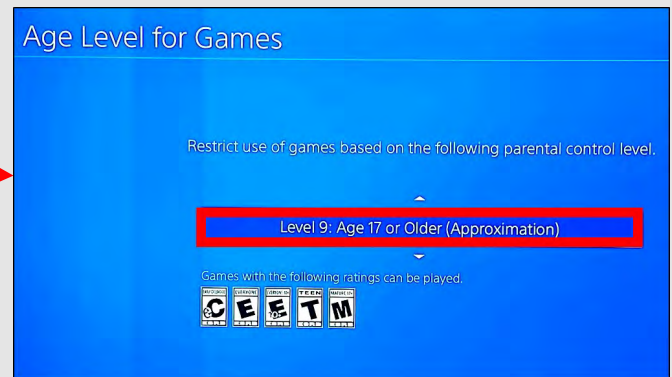 Age Level for Games
Restrict use of games based on the following parental control level.
Level 9: Age 17 or Older (Approximation)
Games with the following ratings can be played.
C E E T M
TEEN